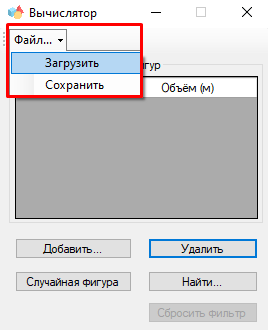 Вычислятор
Файл...
Загрузить
Сохранить
гур
Объём (м)
Добавить...
Удалить
Случайная фигура
Найти...
Сбросить фильтр